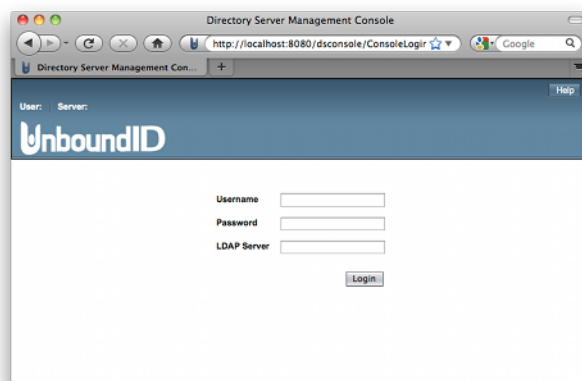 Directory Server Management Console
http://localhost:8080/dsconsole/ConsoleLogin
Google
Directory Server Management Con...
+
Help
User: Server:
UnboundID
Username
Password
LDAP Server
Login